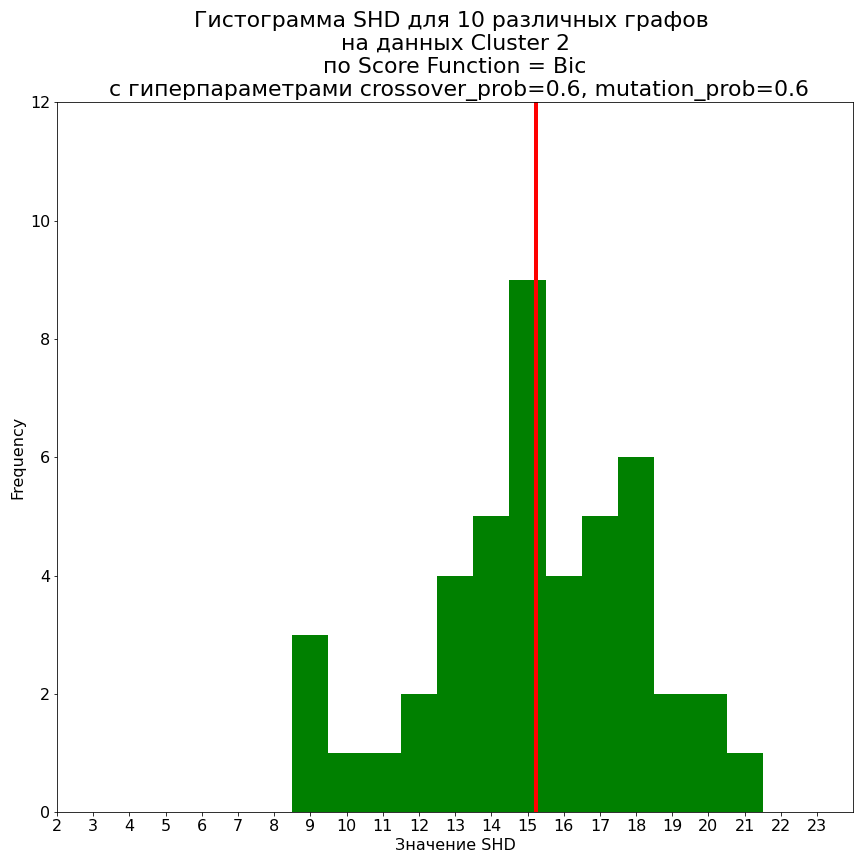 Гистограмма SHD для 10 различных графов
на данных Cluster 2
по Score Function = Bic
с гиперпараметрами crossover_prob=0.6, mutation_prob=0.6
12
10
8
6
4
2
0
Frequency
2 3 4 5 6 7 8 9 10 11 12 13 14 15 16 17 18 19 20 21 22 23
Значение SHD